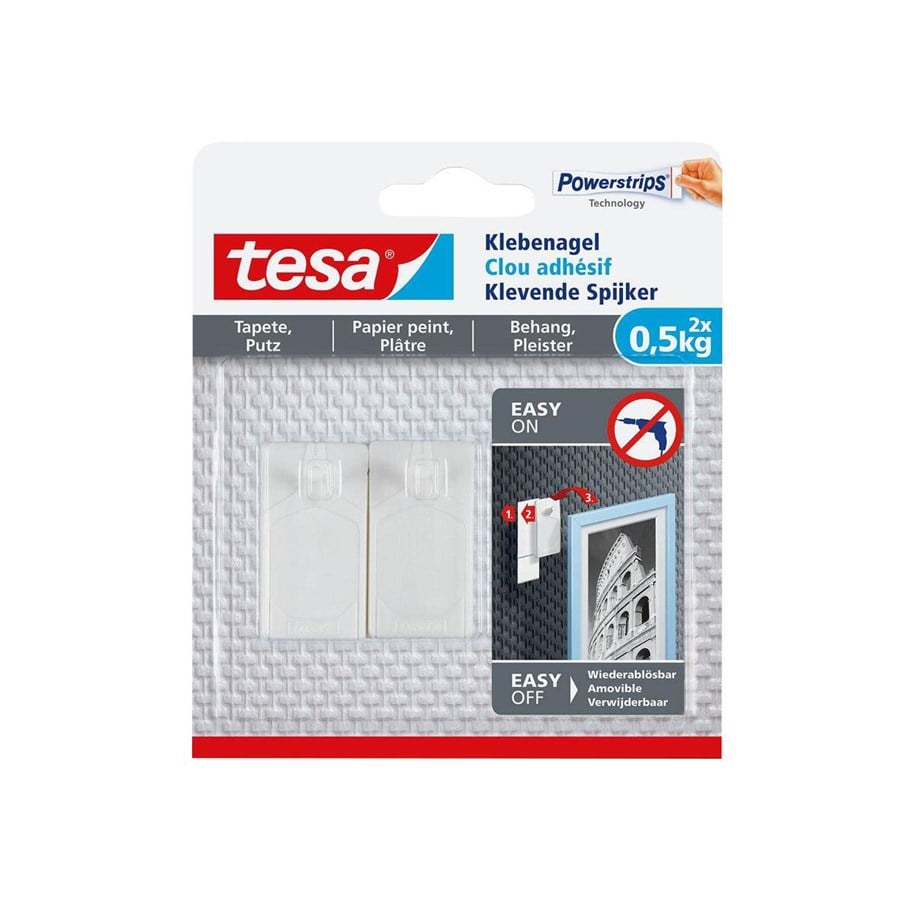 Powerstrips®
Technology
tesa®
Klebenagel
Clou adhésif
Klevende Spijker
Tapete,
Putz
Papier peint,
Plâtre
Behang,
Pleister
2x
0,5kg
EASY
ON
1.
2.
3.
EASY
OFF
Wiederablösbar
Amovible
Verwijderbaar